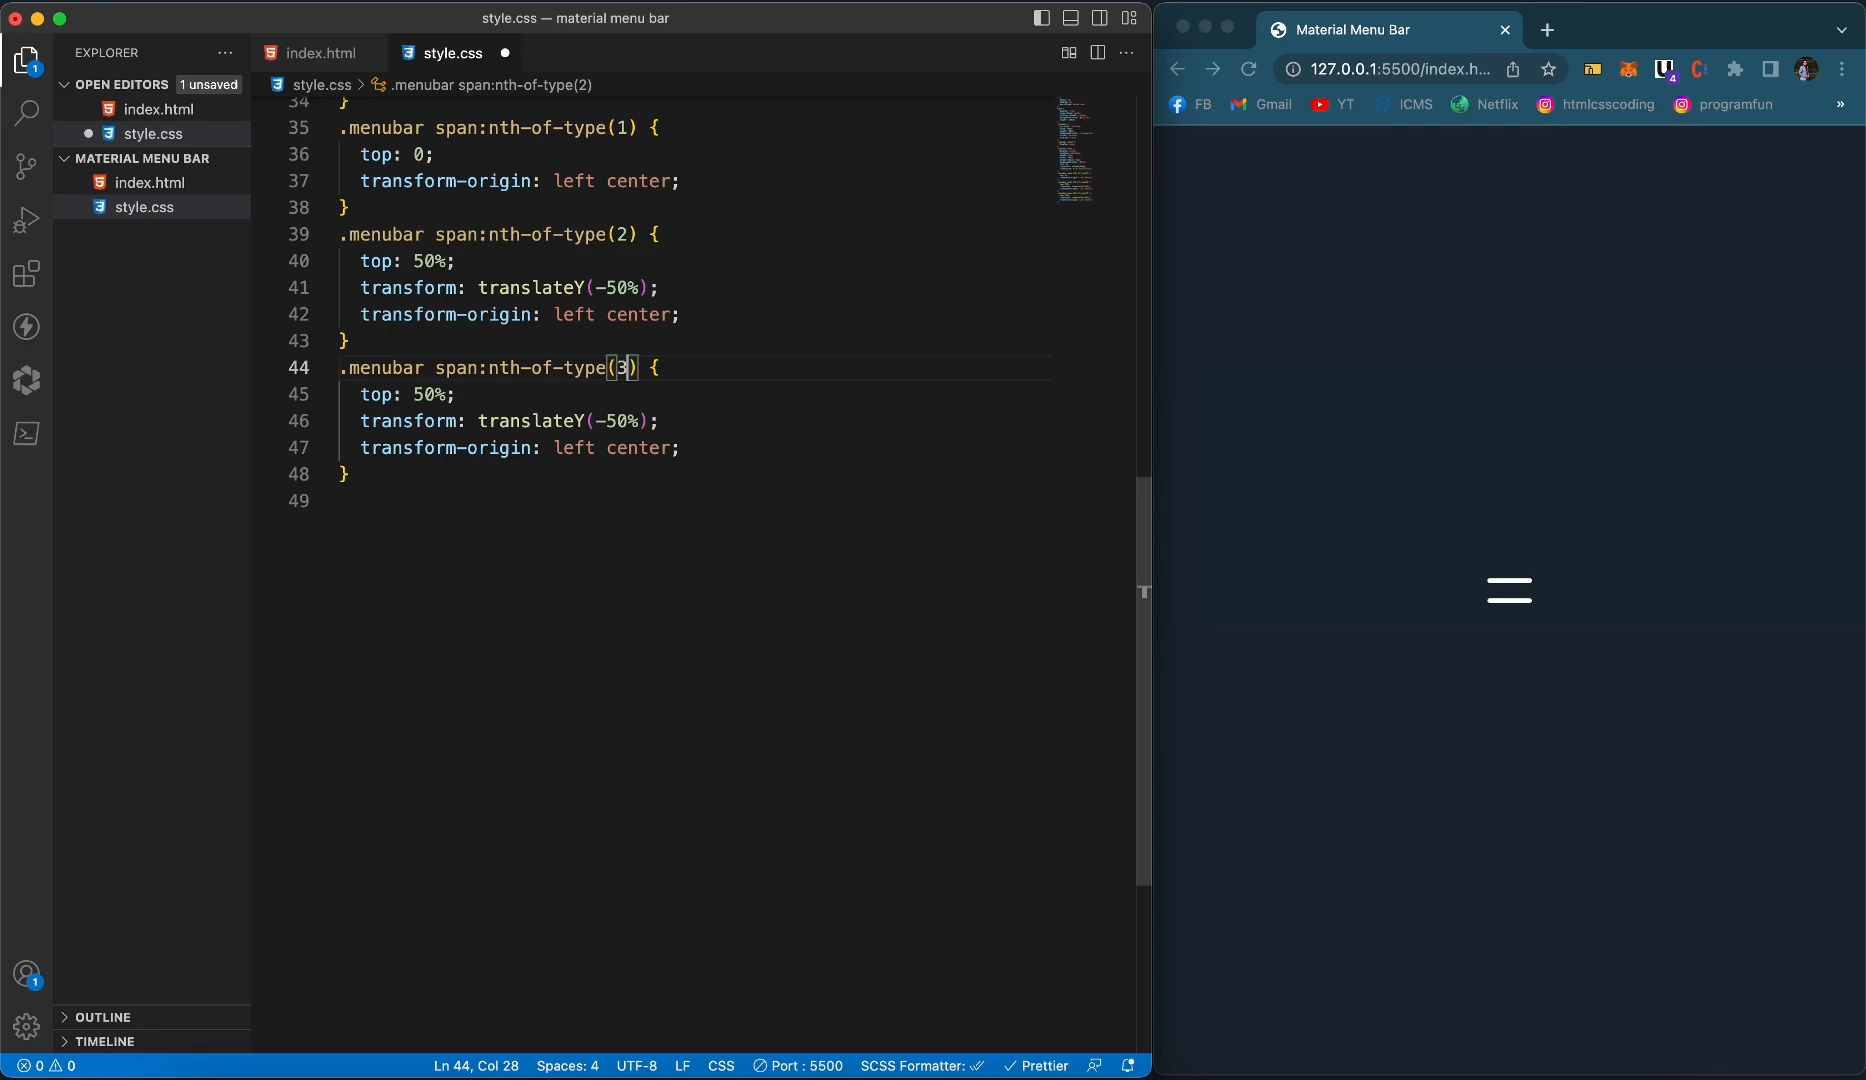 style.css — material menu bar
EXPLORER
OPEN EDITORS
1 unsaved
index.html
style.css
MATERIAL MENU BAR
index.html
style.css
OUTLINE
TIMELINE
1
1
index.html
style.css
style.css > .menubar span:nth-of-type(2)
34 }
35 .menubar span:nth-of-type(1) {
36 top: 0;
37 transform-origin: left center;
38 }
39 .menubar span:nth-of-type(2) {
40 top: 50%;
41 transform: translateY(-50%);
42 transform-origin: left center;
43 }
44 .menubar span:nth-of-type(3) {
45 top: 50%;
46 transform: translateY(-50%);
47 transform-origin: left center;
48 }
49
0 0
Ln 44, Col 28
Spaces: 4
UTF-8
LF
CSS
Port : 5500
SCSS Formatter:
Prettier
Material Menu Bar
127.0.0.1:5500/index.h...
4
FB
Gmail
YT
ICMS
Netflix
htmlcsscoding
programfun
»